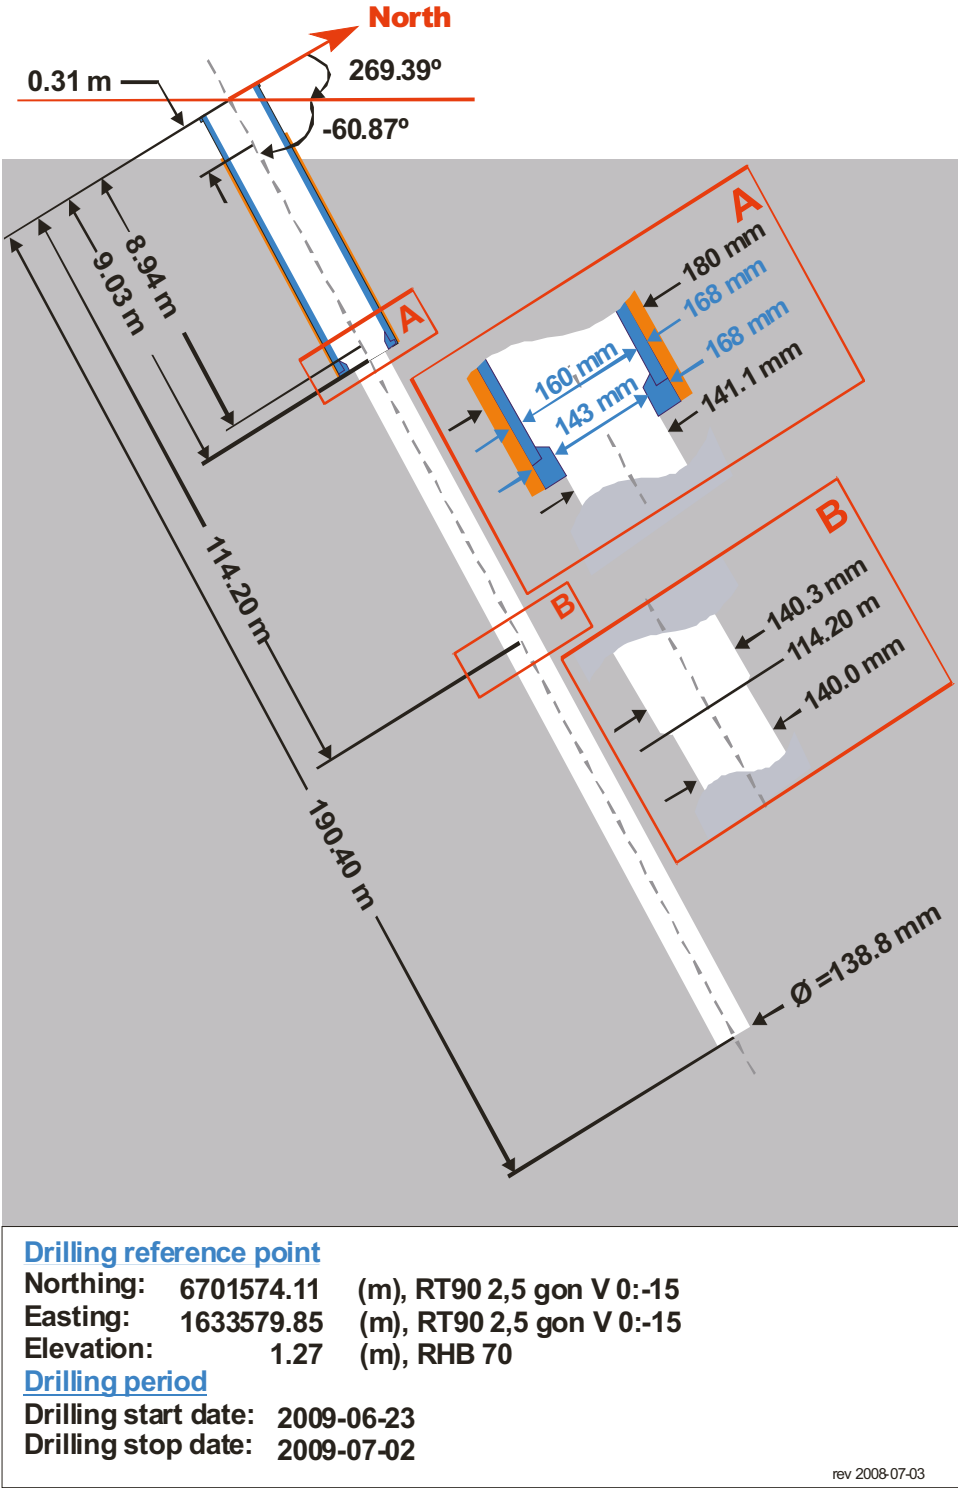 North
269.39º
0.31 m
-60.87º
8.94 m
9.03 m
A
A
180 mm
168 mm
168 mm
141.1 mm
160 mm
143 mm
114.20 m
B
B
140.3 mm
114.20 m
140.0 mm
190.40 m
Ø =138.8 mm
Drilling reference point
Northing: 6701574.11 (m), RT90 2,5 gon V 0:-15
Easting: 1633579.85 (m), RT90 2,5 gon V 0:-15
Elevation: 1.27 (m), RHB 70
Drilling period
Drilling start date: 2009-06-23
Drilling stop date: 2009-07-02
rev 2008-07-03